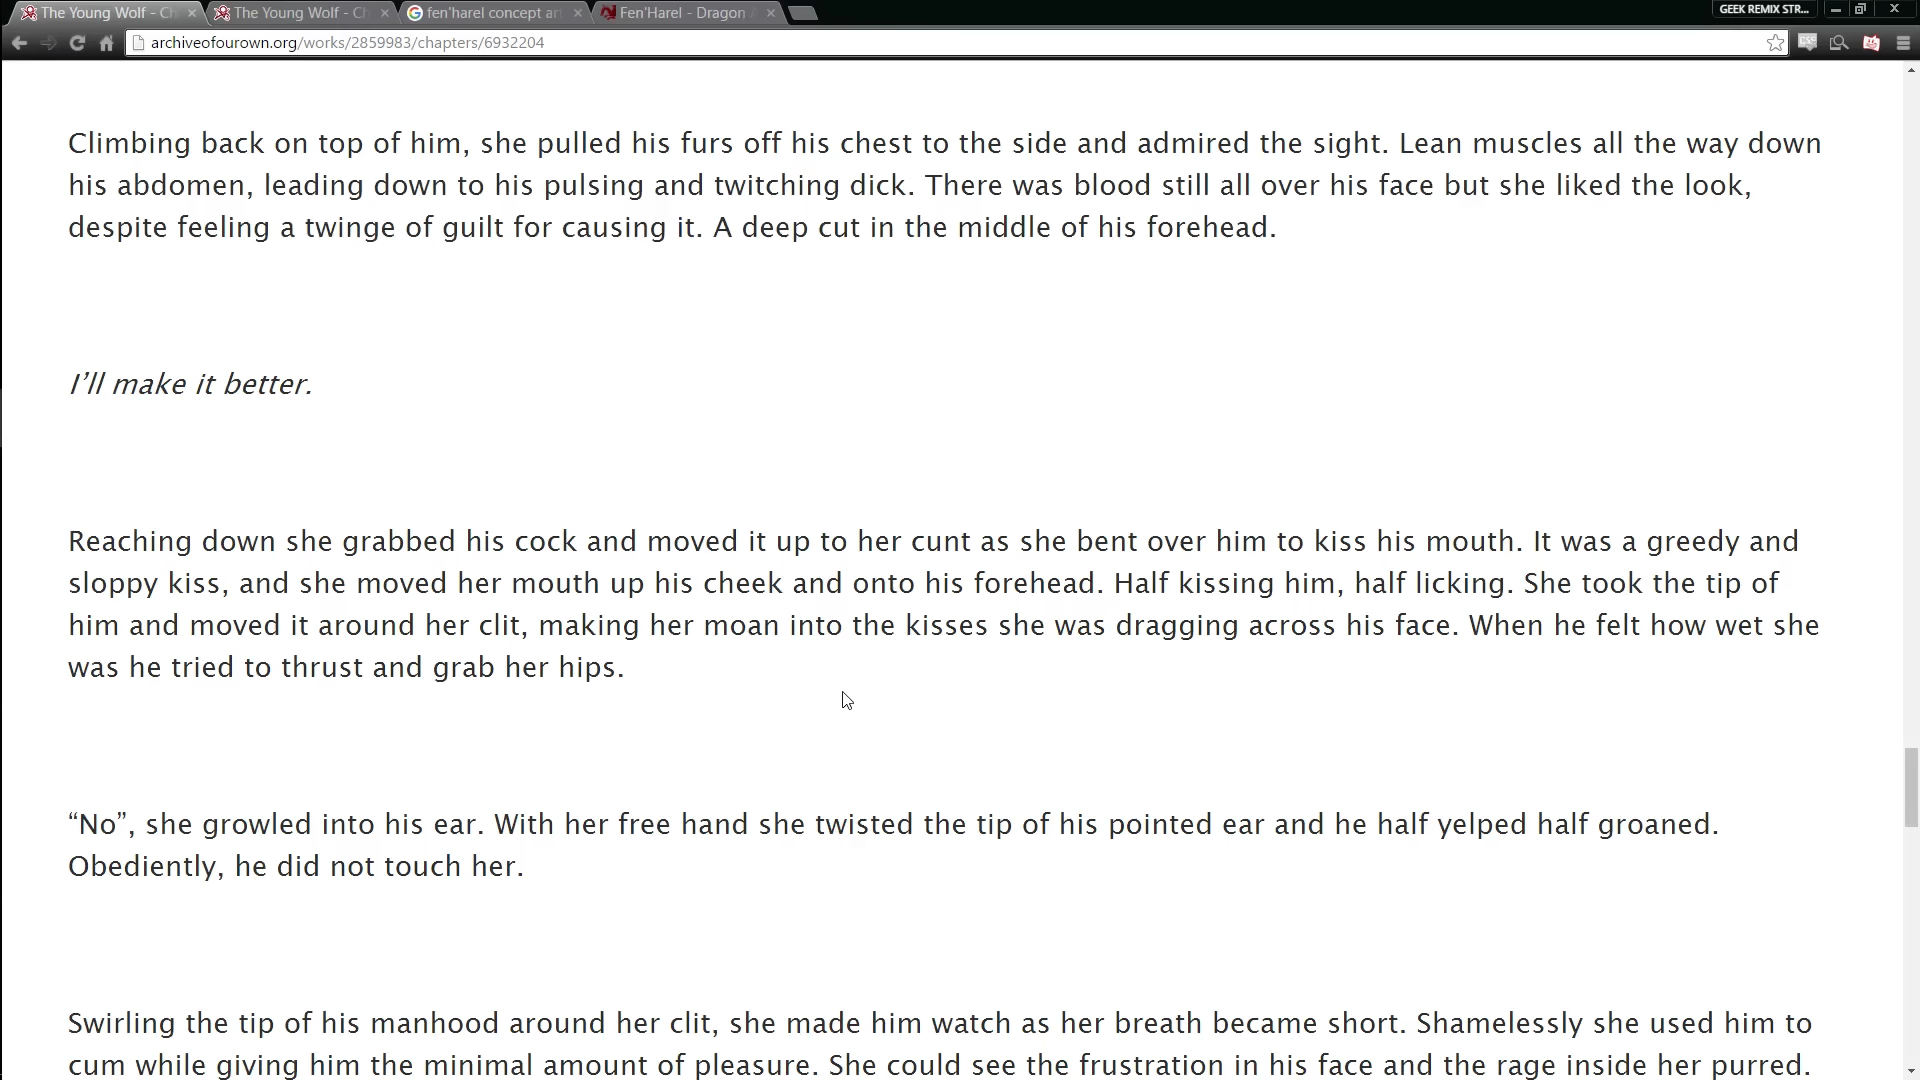 The Young Wolf - Ch
The Young Wolf - Ch
fen'harel concept art
Fen'Harel - Dragon A
GEEK REMIX STR...
archiveofourown.org/works/2859983/chapters/6932204
Climbing back on top of him, she pulled his furs off his chest to the side and admired the sight. Lean muscles all the way down
his abdomen, leading down to his pulsing and twitching dick. There was blood still all over his face but she liked the look,
despite feeling a twinge of guilt for causing it. A deep cut in the middle of his forehead.
I’ll make it better.
Reaching down she grabbed his cock and moved it up to her cunt as she bent over him to kiss his mouth. It was a greedy and
sloppy kiss, and she moved her mouth up his cheek and onto his forehead. Half kissing him, half licking. She took the tip of
him and moved it around her clit, making her moan into the kisses she was dragging across his face. When he felt how wet she
was he tried to thrust and grab her hips.
“No”, she growled into his ear. With her free hand she twisted the tip of his pointed ear and he half yelped half groaned.
Obediently, he did not touch her.
Swirling the tip of his manhood around her clit, she made him watch as her breath became short. Shamelessly she used him to
cum while giving him the minimal amount of pleasure. She could see the frustration in his face and the rage inside her purred.